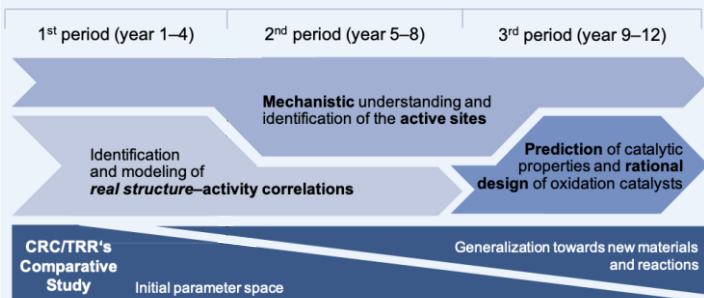 1st period (year 1–4)
2nd period (year 5–8)
3rd period (year 9–12)
Mechanistic understanding and
identification of the active sites
Identification
and modeling of
real structure–activity correlations
Prediction of catalytic
properties and rational
design of oxidation catalysts
CRC/TRR‘s
Comparative
Study
Initial parameter space
Generalization towards new materials
and reactions